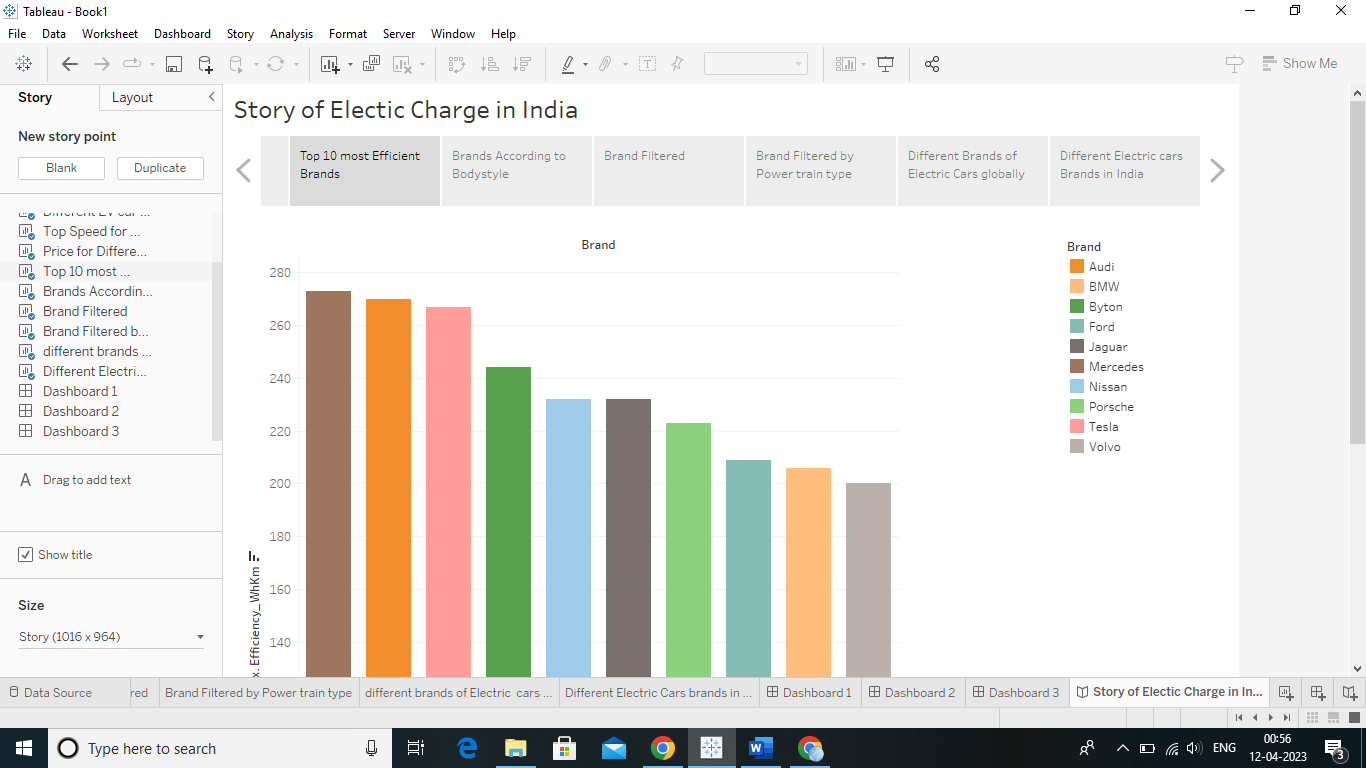 Tableau - Book1
File Data Worksheet Dashboard Story Analysis Format Server Window Help
Show Me
Story Layout
New story point
Blank Duplicate
Different EV car ...
Top Speed for ...
Price for Differe...
Top 10 most ...
Brands Accordin...
Brand Filtered
Brand Filtered b...
different brands ...
Different Electri...
Dashboard 1
Dashboard 2
Dashboard 3
A Drag to add text
Show title
Size
Story (1016 x 964)
Story of Electic Charge in India
Top 10 most Efficient
Brands
Brands According to
Bodystyle
Brand Filtered
Brand Filtered by
Power train type
Different Brands of
Electric Cars globally
Different Electric cars
Brands in India
Brand
280
260
240
220
200
180
160
140
x. Efficiency_WhKm
Brand
Audi
BMW
Byton
Ford
Jaguar
Mercedes
Nissan
Porsche
Tesla
Volvo
Data Source red Brand Filtered by Power train type different brands of Electric cars ... Different Electric Cars brands in ... Dashboard 1 Dashboard 2 Dashboard 3 Story of Electic Charge in In...
Type here to search
ENG
00:56
12-04-2023
3